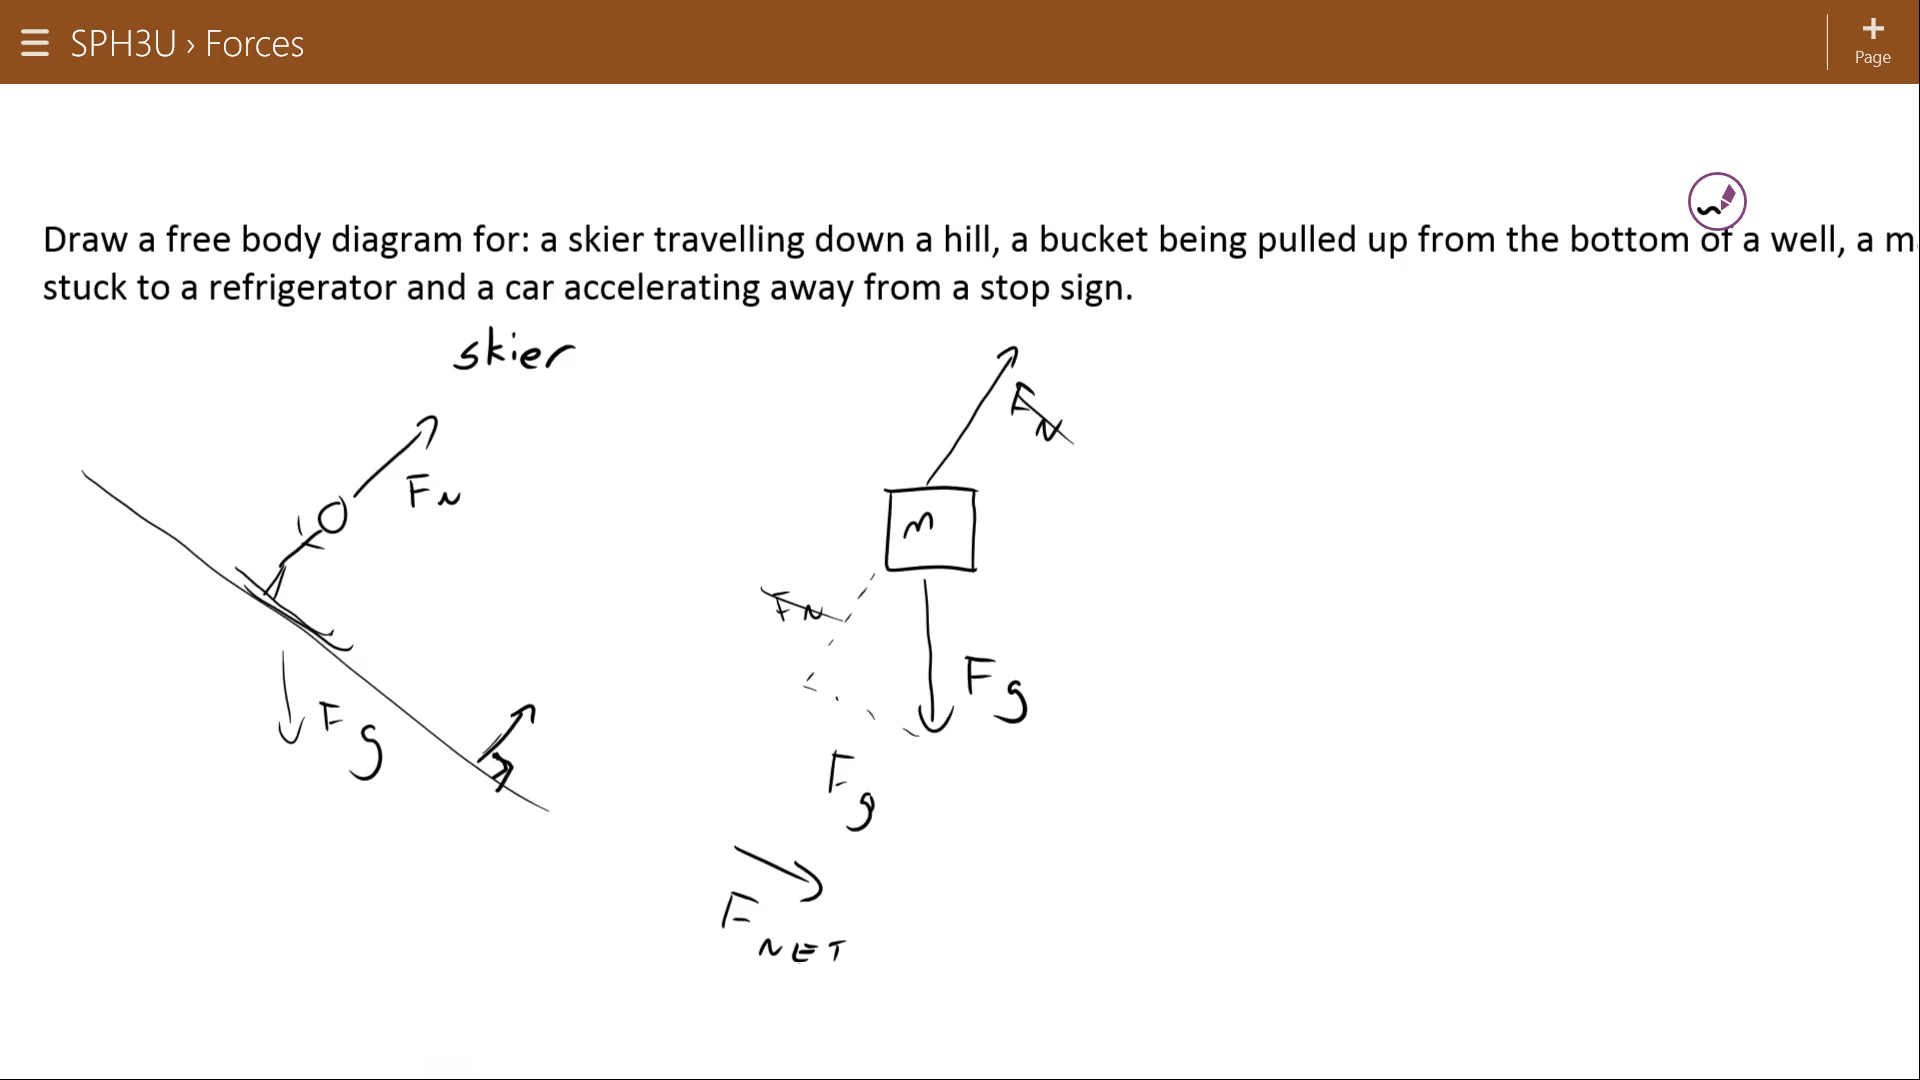 SPH3U › Forces
+
Page
Draw a free body diagram for: a skier travelling down a hill, a bucket being pulled up from the bottom of a well, a m
stuck to a refrigerator and a car accelerating away from a stop sign.
skier
FN
FN
m
FN
Fg
Fg
Fg
FNET